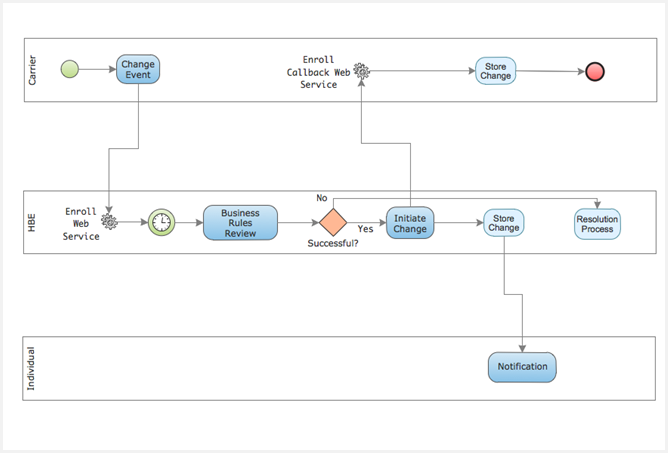 Carrier
Change
Event
Enroll
Callback Web
Service
Store
Change
HBE
Enroll
Web
Service
Business
Rules
Review
No
Successful?
Yes
Initiate
Change
Store
Change
Resolution
Process
Individual
Notification